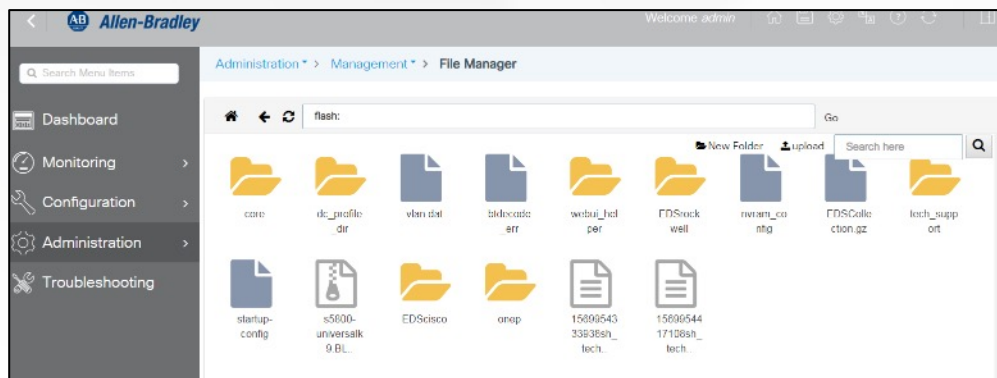 AB Allen-Bradley
Welcome admin
Search Menu Items
Administration > Management > File Manager
Dashboard
flash:
Go
New Folder upload Search here
Monitoring >
Configuration >
Administration >
Troubleshooting
core
dc_profile
_dir
vlan.dat
btdecode
_err
webui_hel
per
EDSrock
well
nvram_co
nfig
EDSColle
ction.gz
tech_supp
ort
startup-
config
s5800-
universalk
9.BL..
EDScisco
onep
15699543
33938sh_
tech..
15699544
17108sh_
tech..